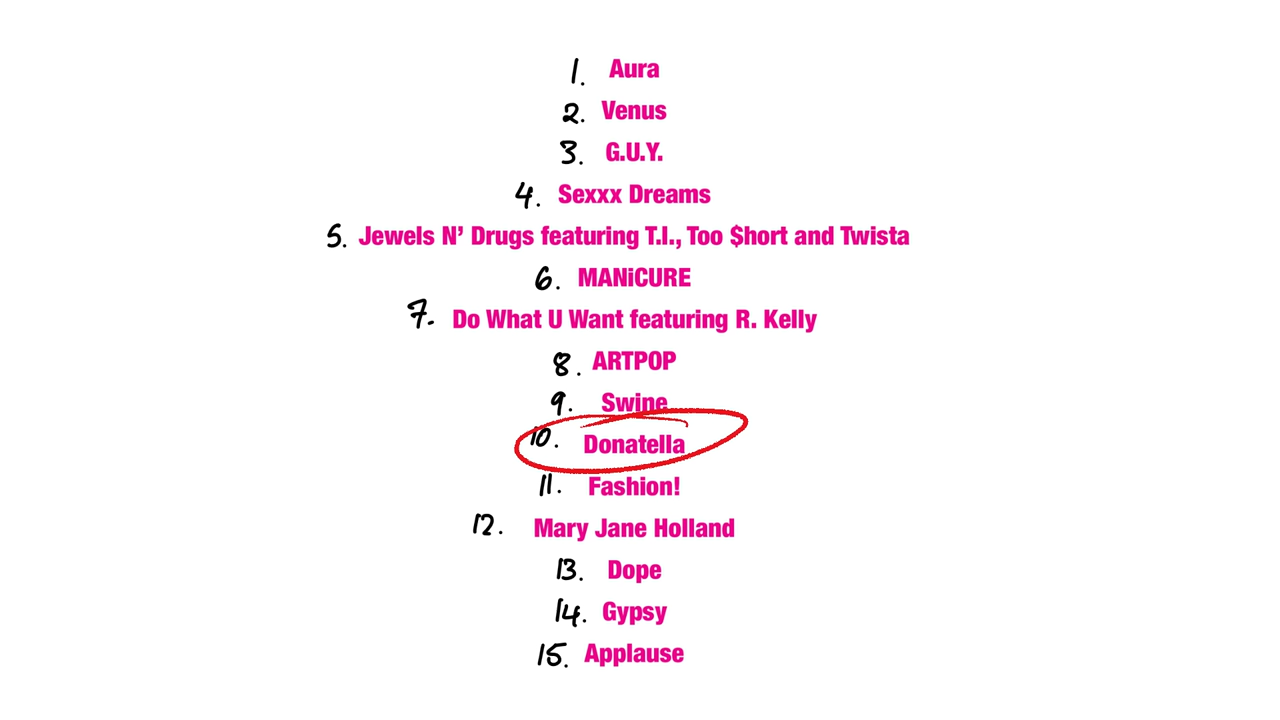 1. Aura
2. Venus
3. G.U.Y.
4. Sexxx Dreams
5. Jewels N’ Drugs featuring T.I., Too $hort and Twista
6. MANiCURE
7. Do What U Want featuring R. Kelly
8. ARTPOP
9. Swine
10. Donatella
11. Fashion!
12. Mary Jane Holland
13. Dope
14. Gypsy
15. Applause